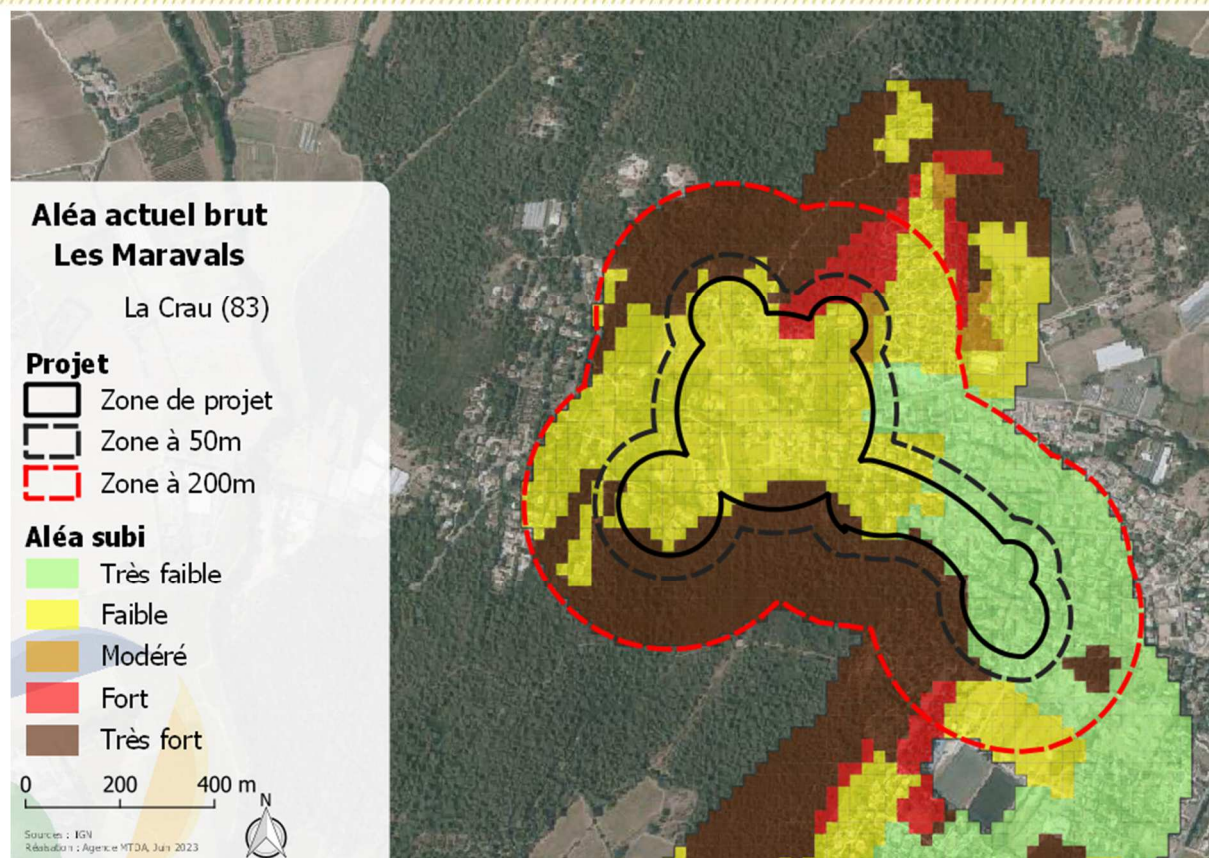 Aléa actuel brut
Les Maravals
La Crau (83)
Projet
Zone de projet
Zone à 50m
Zone à 200m
Aléa subi
Très faible
Faible
Modéré
Fort
Très fort
0 200 400 m
N
Sources : IGN
Réalisation : Agence MTDA, Juin 2023